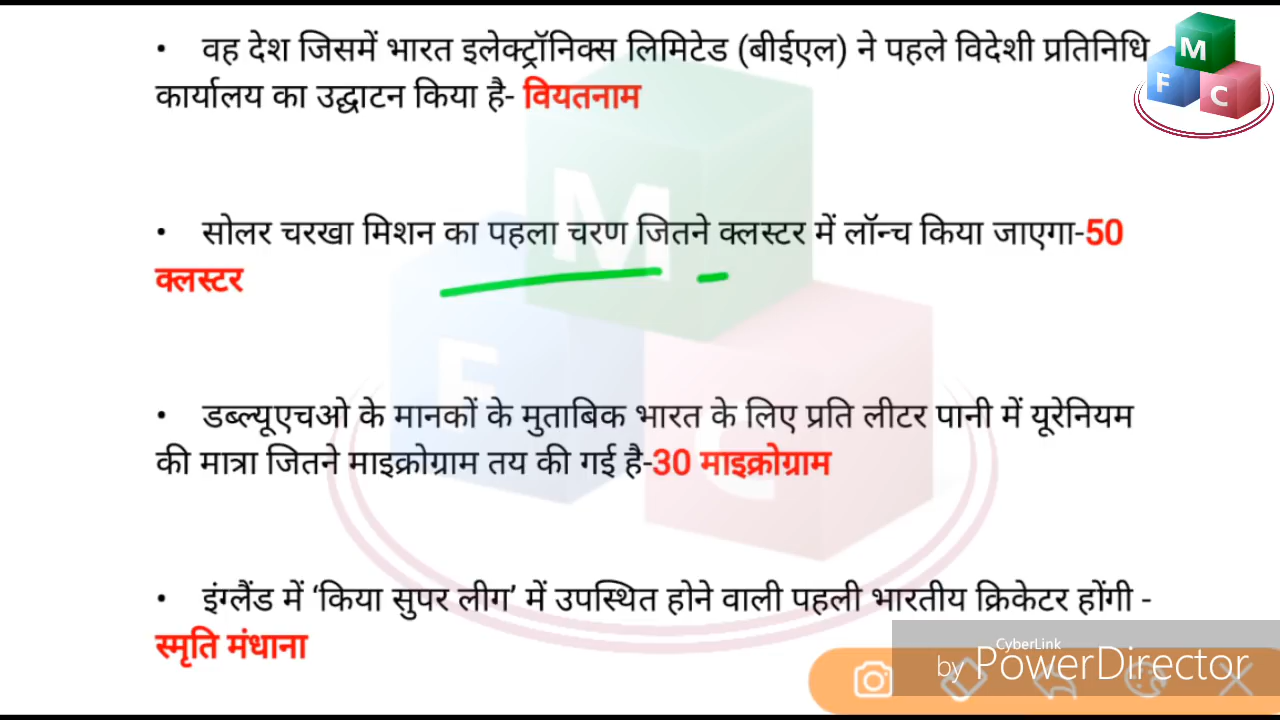 • वह देश जिसमें भारत इलेक्ट्रॉनिक्स लिमिटेड (बीईएल) ने पहले विदेशी प्रतिनिधि
कार्यालय का उद्घाटन किया है- वियतनाम
• सोलर चरखा मिशन का पहला चरण जितने क्लस्टर में लॉन्च किया जाएगा-50
क्लस्टर
• डब्ल्यूएचओ के मानकों के मुताबिक भारत के लिए प्रति लीटर पानी में यूरेनियम
की मात्रा जितने माइक्रोग्राम तय की गई है-30 माइक्रोग्राम
• इंग्लैंड में ‘किया सुपर लीग’ में उपस्थित होने वाली पहली भारतीय क्रिकेटर होंगी -
स्मृति मंधाना
M
F C
M
F
C
CyberLink
by PowerDirector